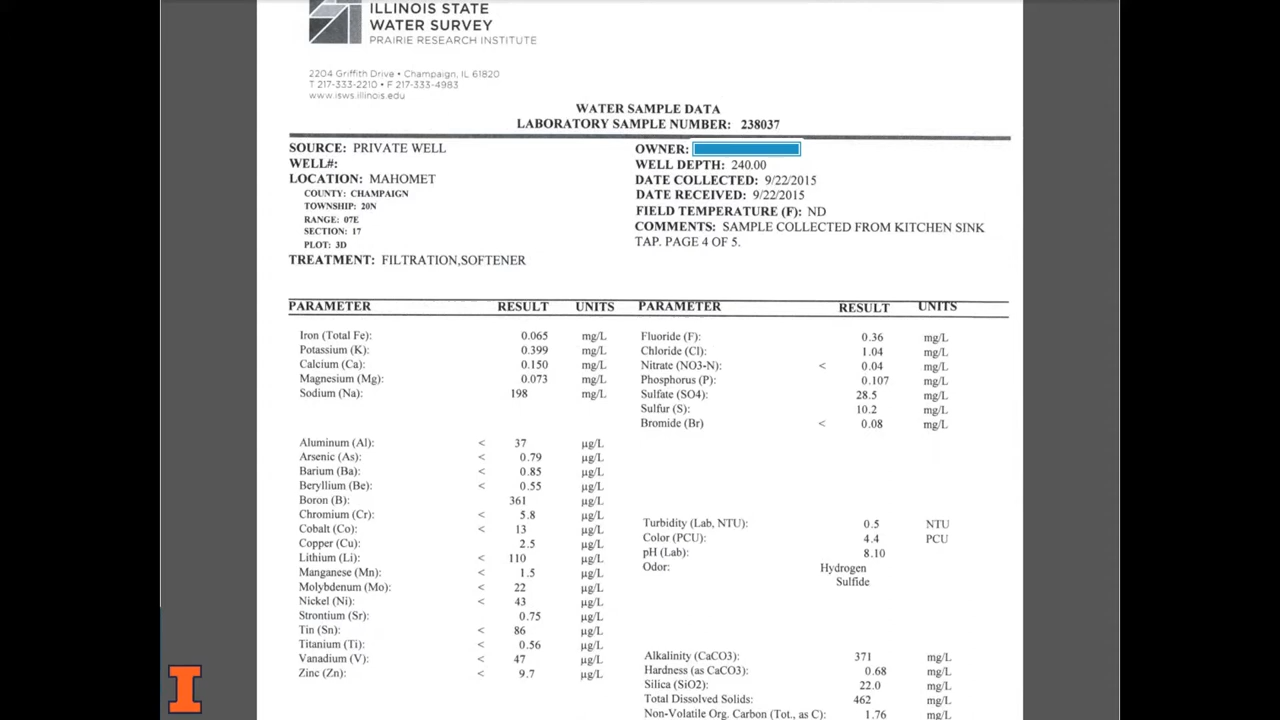 ILLINOIS STATE
WATER SURVEY
PRAIRIE RESEARCH INSTITUTE
2204 Griffith Drive • Champaign, IL 61820
T 217-333-2210 • F 217-333-4983
www.isws.illinois.edu
WATER SAMPLE DATA
LABORATORY SAMPLE NUMBER: 238037
SOURCE: PRIVATE WELL
WELL#:
LOCATION: MAHOMET
COUNTY: CHAMPAIGN
TOWNSHIP: 20N
RANGE: 07E
SECTION: 17
PLOT: 3D
TREATMENT: FILTRATION,SOFTENER
OWNER:
WELL DEPTH: 240.00
DATE COLLECTED: 9/22/2015
DATE RECEIVED: 9/22/2015
FIELD TEMPERATURE (F): ND
COMMENTS: SAMPLE COLLECTED FROM KITCHEN SINK
TAP. PAGE 4 OF 5.
PARAMETER RESULT UNITS
Iron (Total Fe): 0.065 mg/L
Potassium (K): 0.399 mg/L
Calcium (Ca): 0.150 mg/L
Magnesium (Mg): 0.073 mg/L
Sodium (Na): 198 mg/L
Aluminum (Al): < 37 µg/L
Arsenic (As): < 0.79 µg/L
Barium (Ba): < 0.85 µg/L
Beryllium (Be): < 0.55 µg/L
Boron (B): 361 µg/L
Chromium (Cr): < 5.8 µg/L
Cobalt (Co): < 13 µg/L
Copper (Cu): 2.5 µg/L
Lithium (Li): < 110 µg/L
Manganese (Mn): < 1.5 µg/L
Molybdenum (Mo): < 22 µg/L
Nickel (Ni): < 43 µg/L
Strontium (Sr): 0.75 µg/L
Tin (Sn): < 86 µg/L
Titanium (Ti): < 0.56 µg/L
Vanadium (V): < 47 µg/L
Zinc (Zn): < 9.7 µg/L
PARAMETER RESULT UNITS
Fluoride (F): 0.36 mg/L
Chloride (Cl): 1.04 mg/L
Nitrate (NO3-N): < 0.04 mg/L
Phosphorus (P): 0.107 mg/L
Sulfate (SO4): 28.5 mg/L
Sulfur (S): 10.2 mg/L
Bromide (Br) < 0.08 mg/L
Turbidity (Lab, NTU): 0.5 NTU
Color (PCU): 4.4 PCU
pH (Lab): 8.10
Odor: Hydrogen
Sulfide
Alkalinity (CaCO3): 371 mg/L
Hardness (as CaCO3): 0.68 mg/L
Silica (SiO2): 22.0 mg/L
Total Dissolved Solids: 462 mg/L
Non-Volatile Org. Carbon (Tot., as C): 1.76 mg/L
I